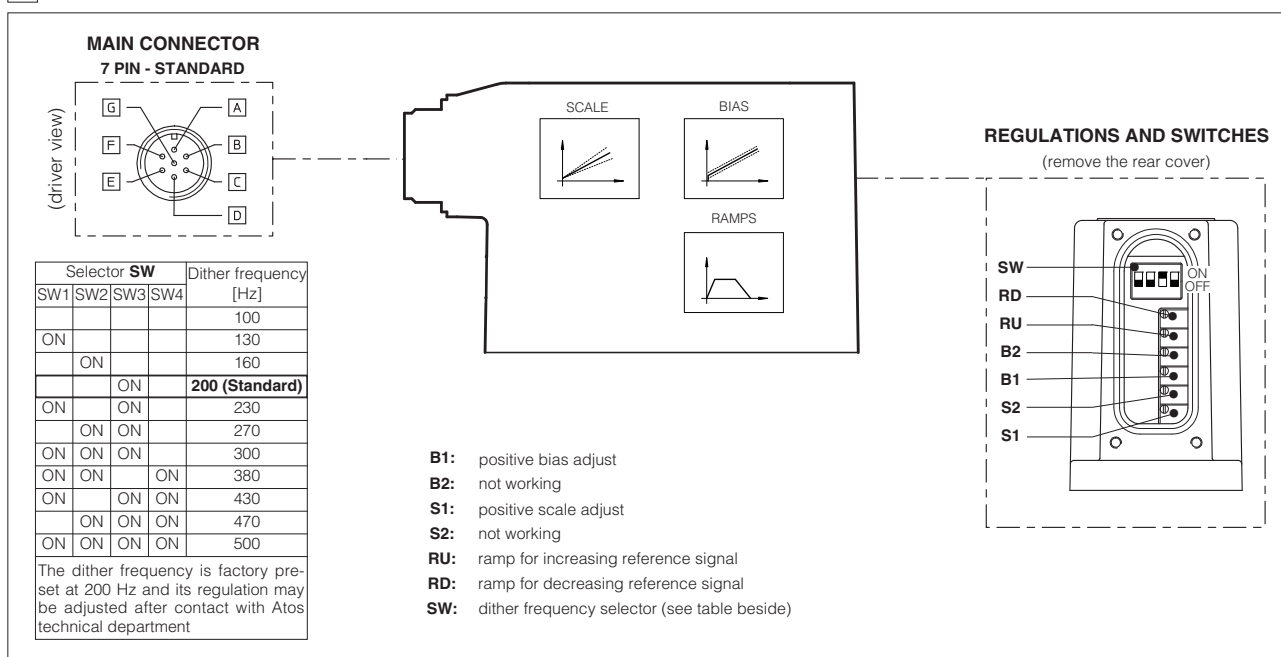 MAIN CONNECTOR
7 PIN - STANDARD
(driver view)
G
A
F
B
E
C
D
SCALE
BIAS
RAMPS
REGULATIONS AND SWITCHES
(remove the rear cover)
SW
ON
OFF
RD
RU
B2
B1
S2
S1
Selector SW Dither frequency
SW1 SW2 SW3 SW4 [Hz]
100
ON 130
ON 160
ON 200 (Standard)
ON ON 230
ON ON 270
ON ON ON 300
ON ON ON 380
ON ON ON 430
ON ON ON 470
ON ON ON ON 500
The dither frequency is factory pre-
set at 200 Hz and its regulation may
be adjusted after contact with Atos
technical department
B1: positive bias adjust
B2: not working
S1: positive scale adjust
S2: not working
RU: ramp for increasing reference signal
RD: ramp for decreasing reference signal
SW: dither frequency selector (see table beside)